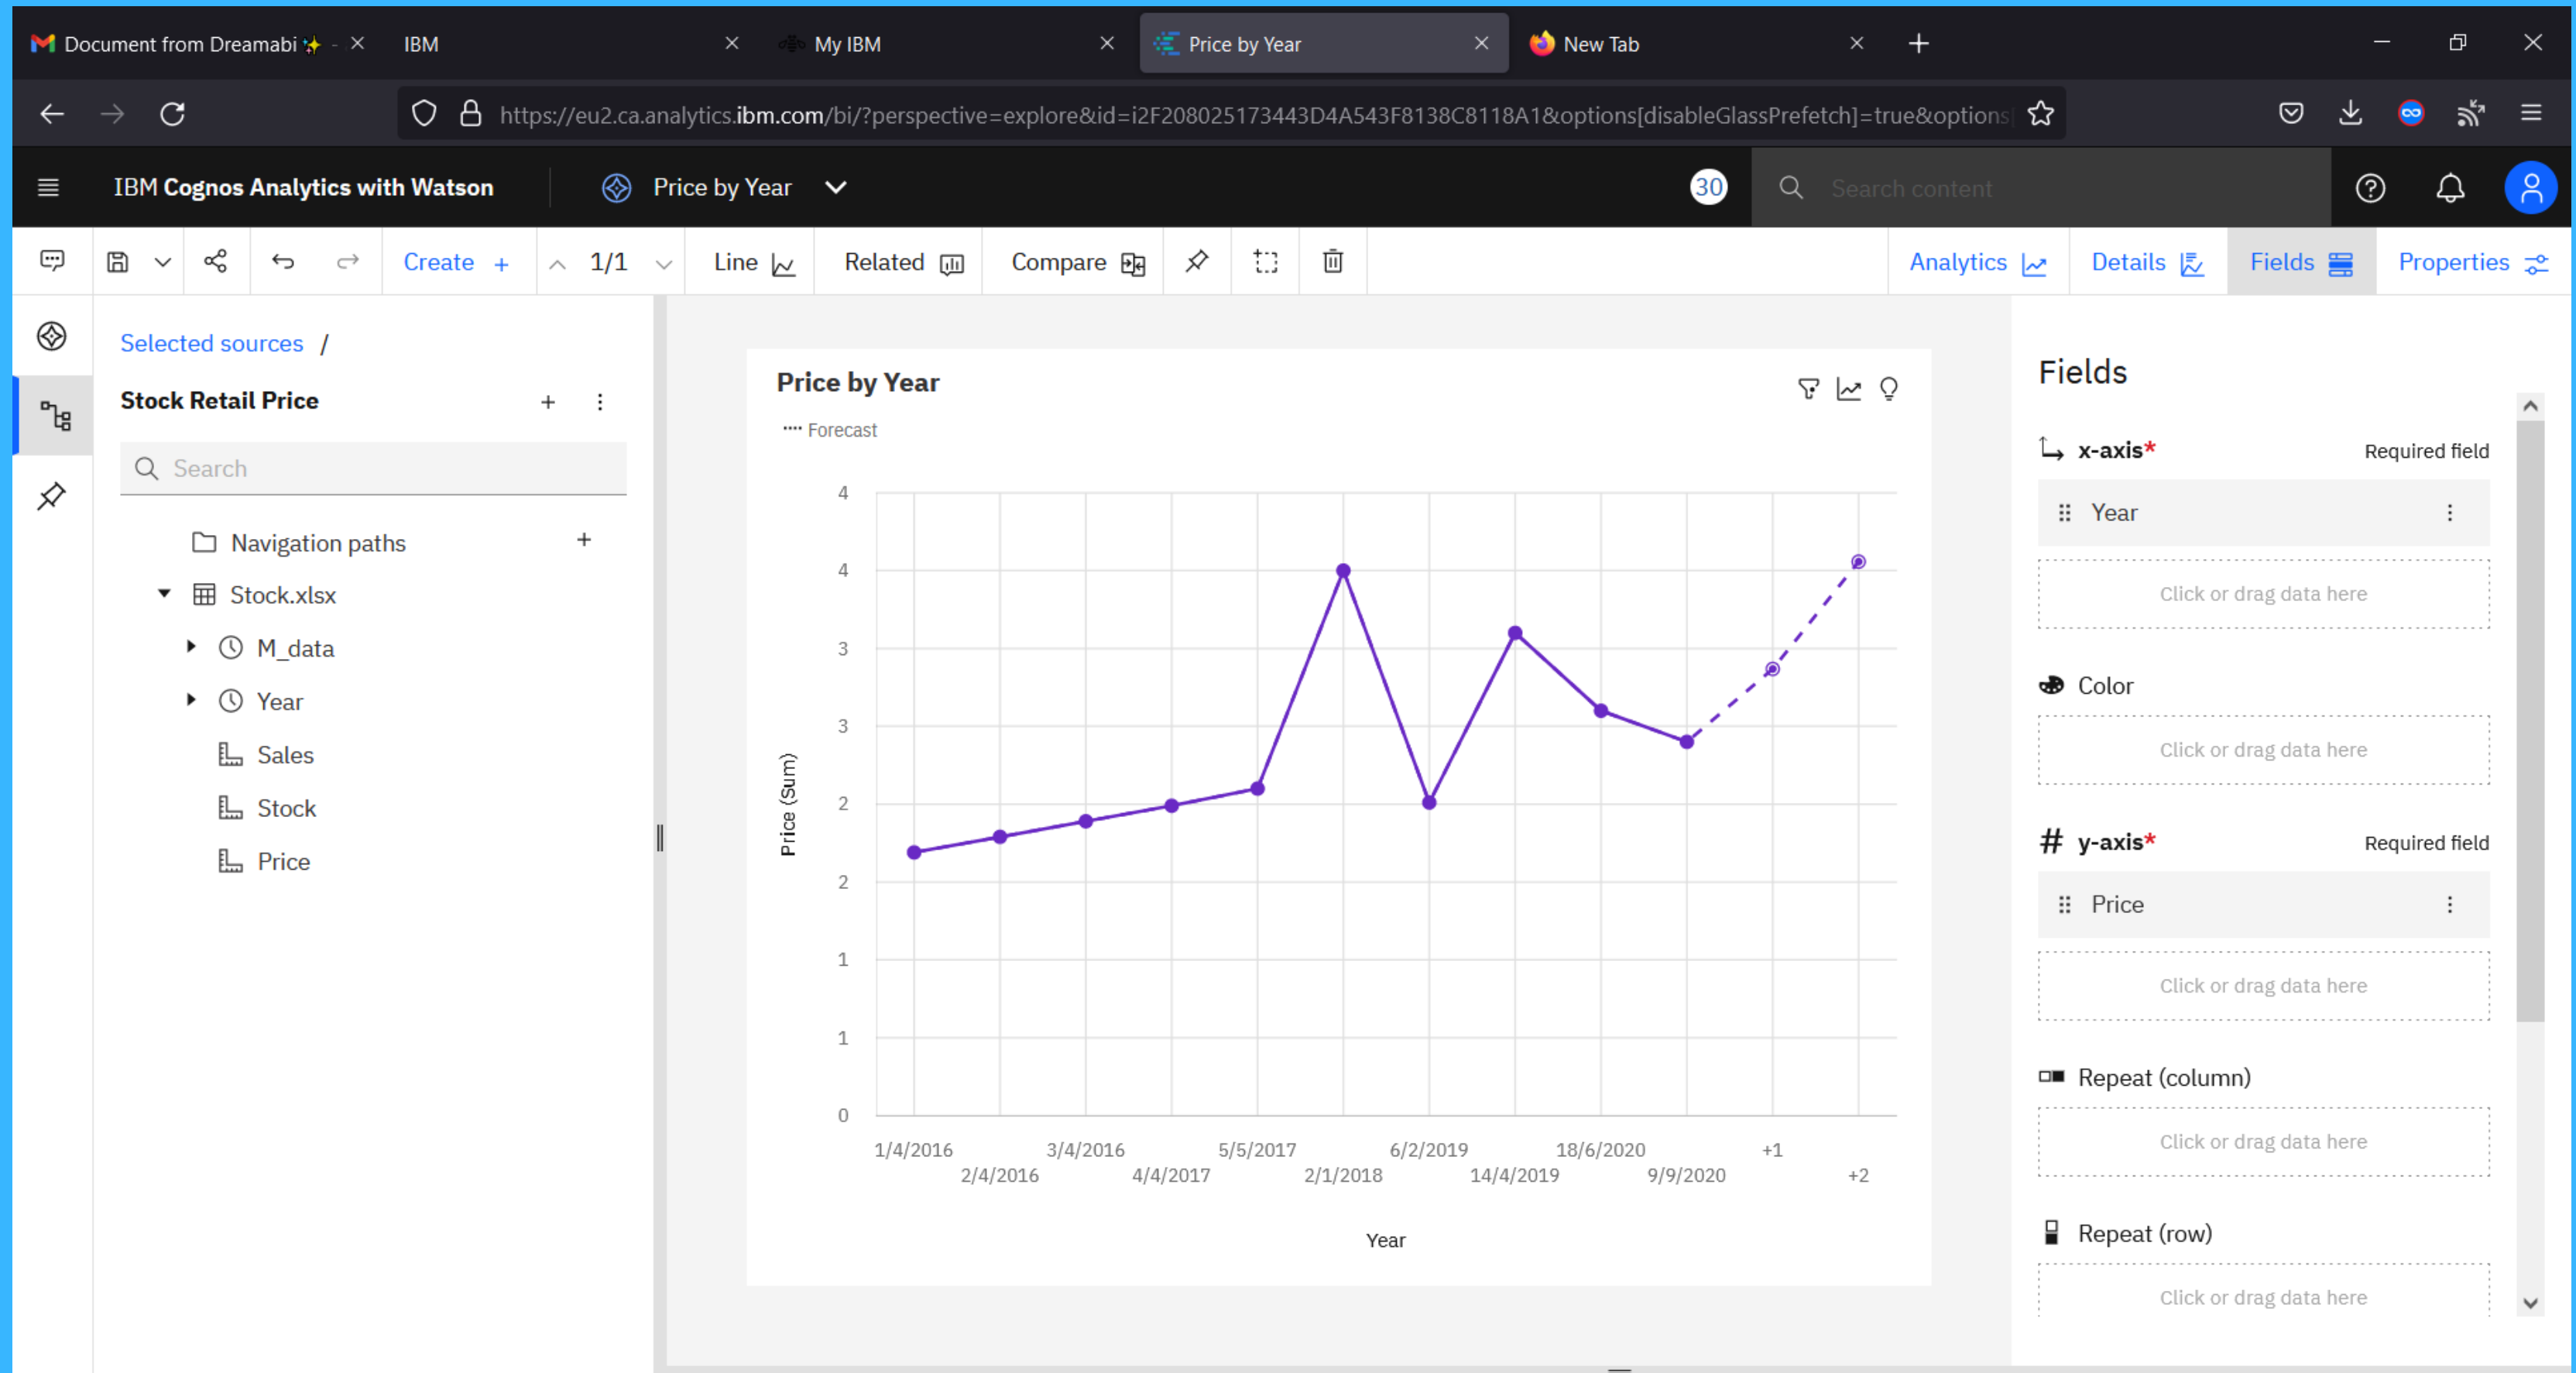 Document from Dreamabi ✨ -
IBM
My IBM
Price by Year
New Tab
https://eu2.ca.analytics.ibm.com/bi/?perspective=explore&id=i2F208025173443D4A543F8138C8118A1&options[disableGlassPrefetch]=true&options
IBM Cognos Analytics with Watson
Price by Year
30
Search content
Create +
1/1
Line
Related
Compare
Analytics
Details
Fields
Properties
Selected sources /
Stock Retail Price
Search
Navigation paths
Stock.xlsx
M_data
Year
Sales
Stock
Price
Price by Year
Forecast
4
4
3
3
2
2
1
1
0
Price (Sum)
1/4/2016
2/4/2016
3/4/2016
4/4/2017
5/5/2017
2/1/2018
6/2/2019
14/4/2019
18/6/2020
9/9/2020
+1
+2
Year
Fields
x-axis*
Required field
Year
Click or drag data here
Color
Click or drag data here
# y-axis*
Required field
Price
Click or drag data here
Repeat (column)
Click or drag data here
Repeat (row)
Click or drag data here